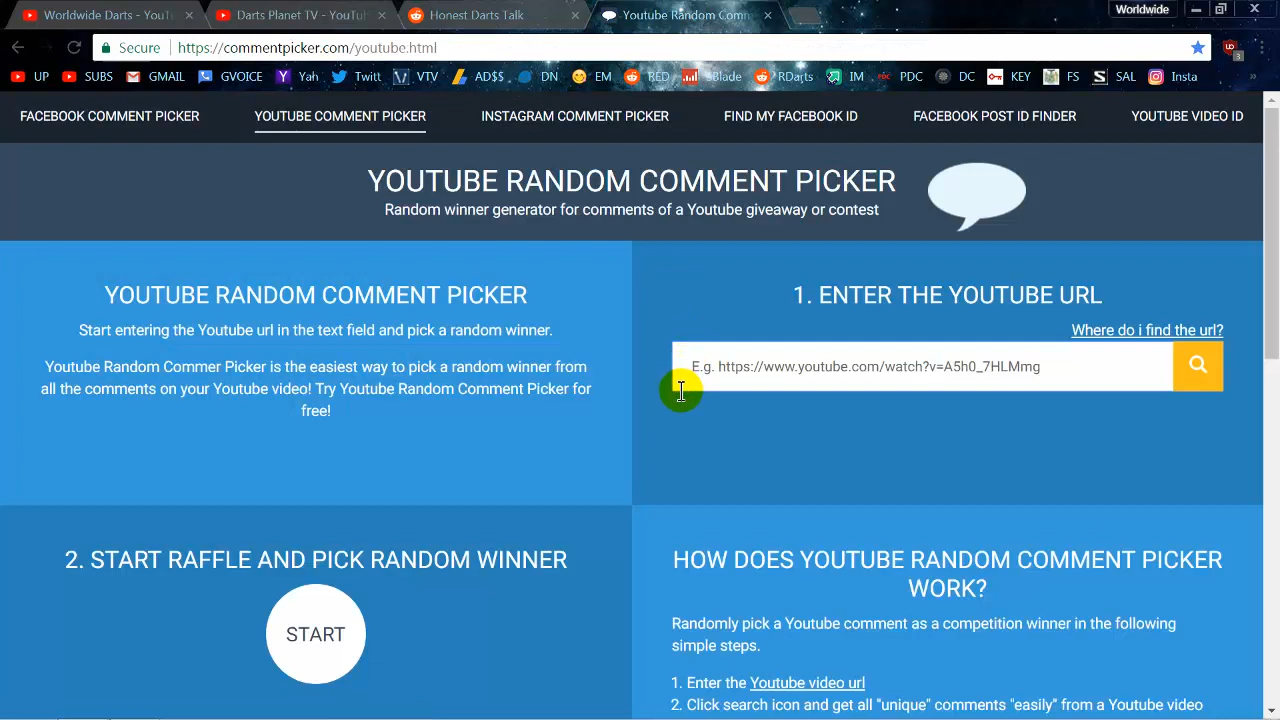 Worldwide Darts - YouTu
Darts Planet TV - YouTu
Honest Darts Talk
Youtube Random Comm
Worldwide
Secure
https://commentpicker.com/youtube.html
UP
SUBS
GMAIL
GVOICE
Yah
Twitt
VTV
AD$$
DN
EM
RED
Blade
RDarts
IM
PDC
DC
KEY
FS
SAL
Insta
FACEBOOK COMMENT PICKER
YOUTUBE COMMENT PICKER
INSTAGRAM COMMENT PICKER
FIND MY FACEBOOK ID
FACEBOOK POST ID FINDER
YOUTUBE VIDEO ID
YOUTUBE RANDOM COMMENT PICKER
Random winner generator for comments of a Youtube giveaway or contest
YOUTUBE RANDOM COMMENT PICKER
Start entering the Youtube url in the text field and pick a random winner.
Youtube Random Commer Picker is the easiest way to pick a random winner from
all the comments on your Youtube video! Try Youtube Random Comment Picker for
free!
1. ENTER THE YOUTUBE URL
Where do i find the url?
E.g. https://www.youtube.com/watch?v=A5h0_7HLMmg
2. START RAFFLE AND PICK RANDOM WINNER
START
HOW DOES YOUTUBE RANDOM COMMENT PICKER
WORK?
Randomly pick a Youtube comment as a competition winner in the following
simple steps.
1. Enter the Youtube video url
2. Click search icon and get all "unique" comments "easily" from a Youtube video